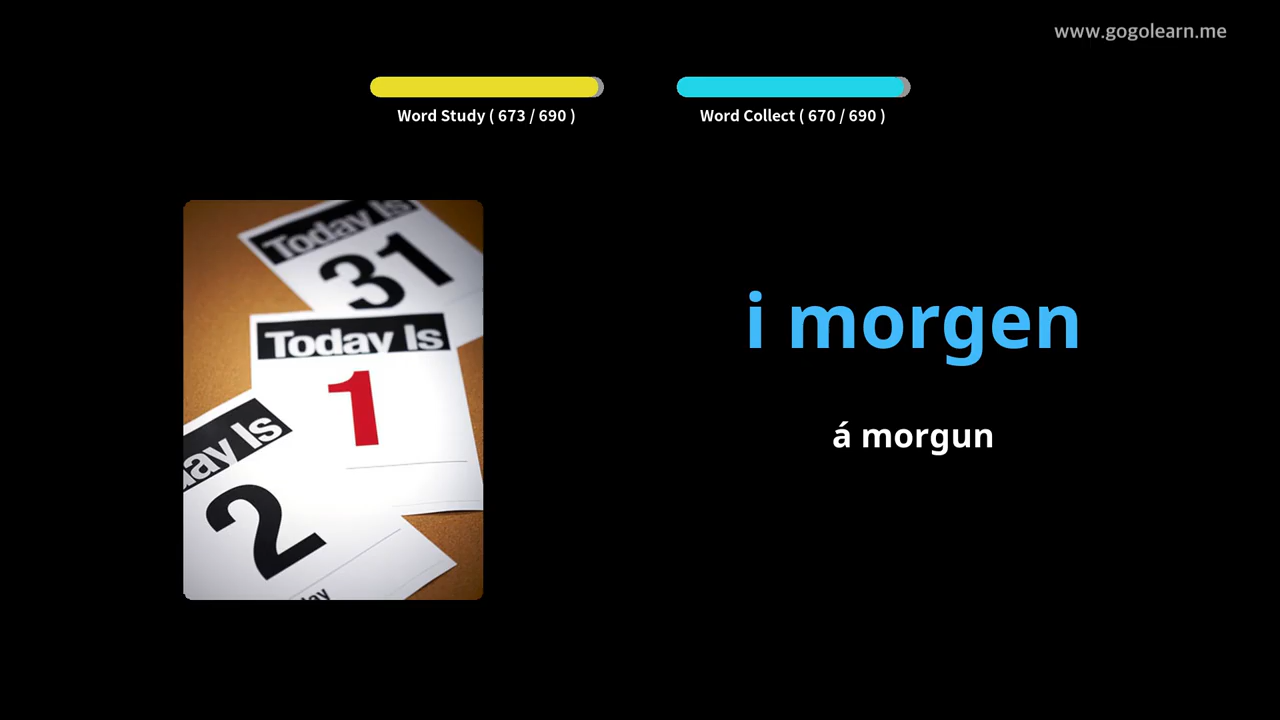 www.gogolearn.me
Word Study ( 673 / 690 )
Word Collect ( 670 / 690 )
Today Is
31
Today Is
1
ay Is
2
i morgen
á morgun